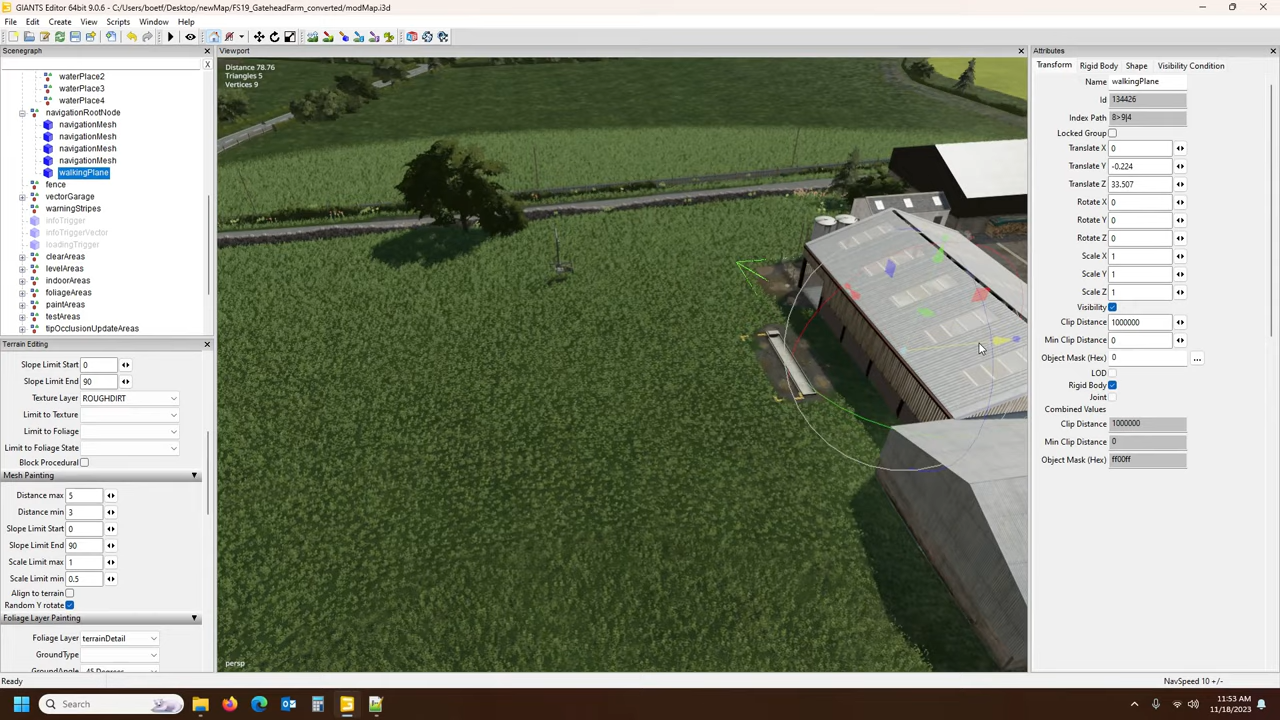 GIANTS Editor 64bit 9.0.6 - C:/Users/boetf/Desktop/newMap/FS19_GateheadFarm_converted/modMap.i3d
File Edit Create View Scripts Window Help
Scenegraph
Viewport
Attributes
X
Distance 78.76
Triangles 5
Vertices 9
Transform Rigid Body Shape Visibility Condition
waterPlace2
waterPlace3
waterPlace4
navigationRootNode
navigationMesh
navigationMesh
navigationMesh
navigationMesh
walkingPlane
fence
vectorGarage
warningStripes
infoTrigger
infoTriggerVector
loadingTrigger
clearAreas
levelAreas
indoorAreas
foliageAreas
paintAreas
testAreas
tipOcclusionUpdateAreas
Terrain Editing
Slope Limit Start 0
Slope Limit End 90
Texture Layer ROUGHDIRT
Limit to Texture
Limit to Foliage
Limit to Foliage State
Block Procedural
Mesh Painting
Distance max 5
Distance min 3
Slope Limit Start 0
Slope Limit End 90
Scale Limit max 1
Scale Limit min 0.5
Align to terrain
Random Y rotate
Foliage Layer Painting
Foliage Layer terrainDetail
GroundType
GroundAngle -45 Degrees
Name walkingPlane
Id 134426
Index Path 8>9|4
Locked Group
Translate X 0
Translate Y -0.224
Translate Z 33.507
Rotate X 0
Rotate Y 0
Rotate Z 0
Scale X 1
Scale Y 1
Scale Z 1
Visibility
Clip Distance 1000000
Min Clip Distance 0
Object Mask (Hex) 0 ...
LOD
Rigid Body
Joint
Combined Values
Clip Distance 1000000
Min Clip Distance 0
Object Mask (Hex) ff00ff
persp
Ready
NavSpeed 10 +/-
Search
11:53 AM
11/18/2023